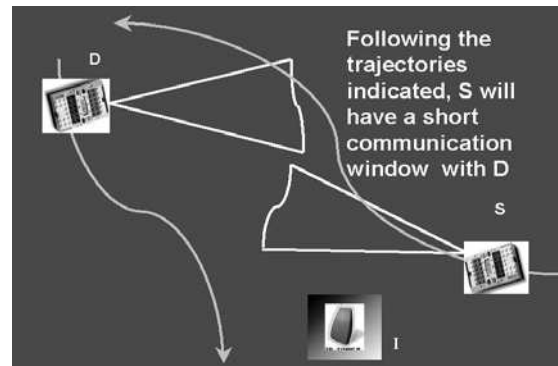 D
Following the
trajectories
indicated, S will
have a short
communication
window with D
S
I